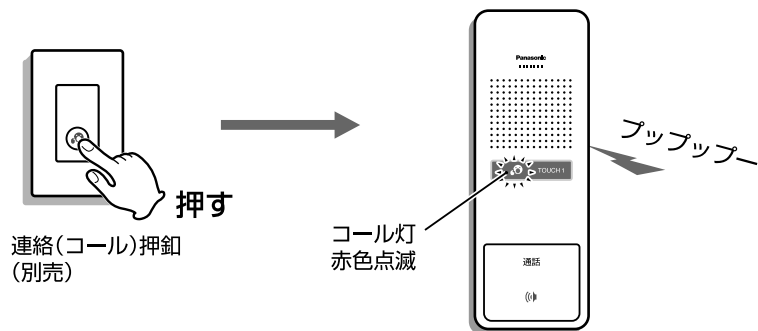 押す
連絡(コール)押釦
(別売)
Panasonic
コール灯
赤色点滅
TOUCH 1
プップップー
通話